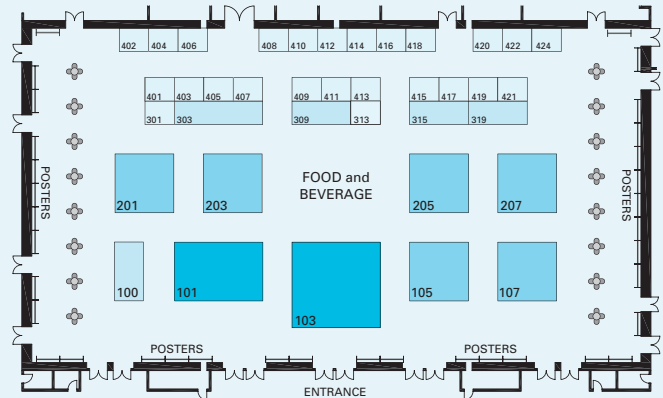 402 404 406 408 410 412 414 416 418 420 422 424
401 403 405 407 409 411 413 415 417 419 421
301 303 309 313 315 319
POSTERS
FOOD and
BEVERAGE
POSTERS
201 203 205 207
100 101 103 105 107
POSTERS POSTERS
ENTRANCE